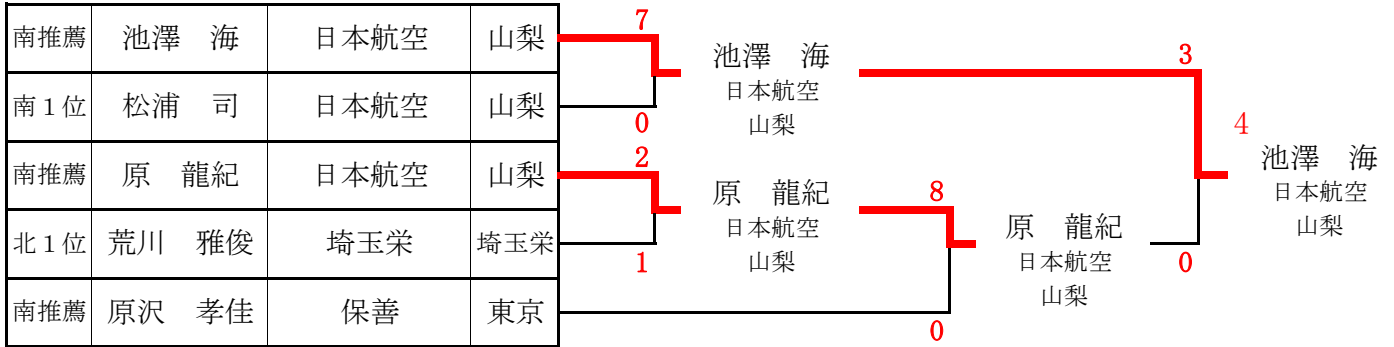 南推薦 池澤　海 日本航空 山梨
南１位 松浦　司 日本航空 山梨
南推薦 原　龍紀 日本航空 山梨
北１位 荒川　雅俊 埼玉栄 埼玉栄
南推薦 原沢　孝佳 保善 東京
7
0
2
1
池澤　海
日本航空
山梨
原　龍紀
日本航空
山梨
8
0
原　龍紀
日本航空
山梨
3
0
4
池澤　海
日本航空
山梨